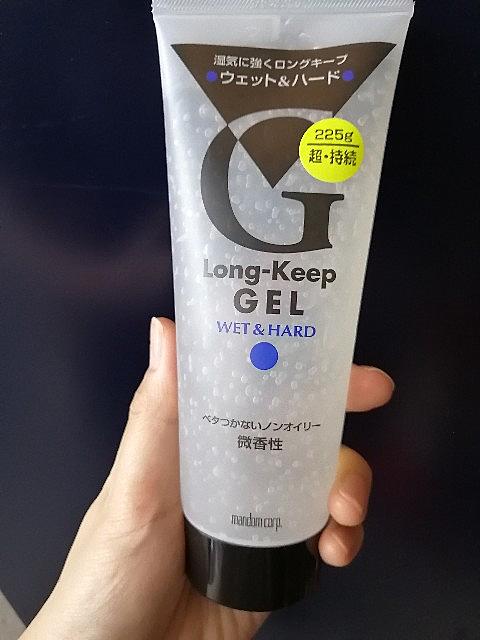 湿気に強くロングキープ
ウェット&ハード
G
225g
超・持続
Long-Keep
GEL
WET & HARD
ベタつかないノンオイリー
微香性
mandom corp.